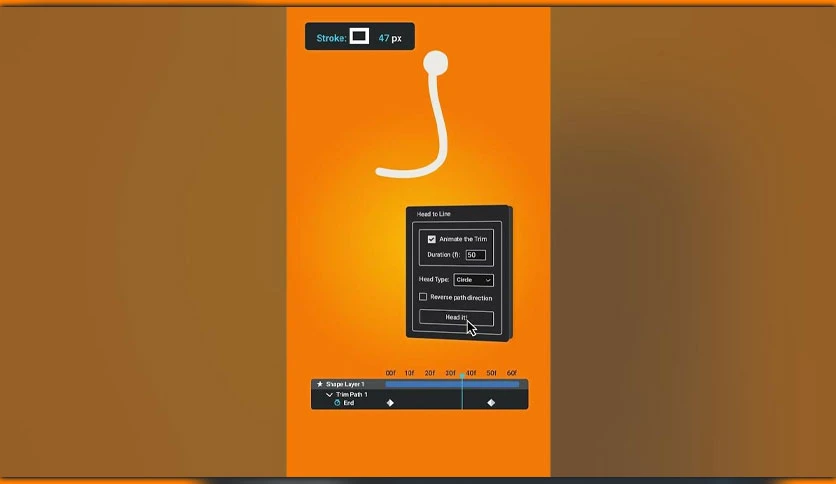 Stroke: 47 px
Head to Line
Animate the Trim
Duration (f): 50
Head Type: Circle
Reverse path direction
Head it!
00f 10f 20f 30f 40f 50f 60f
Shape Layer 1
Trim Path 1
End